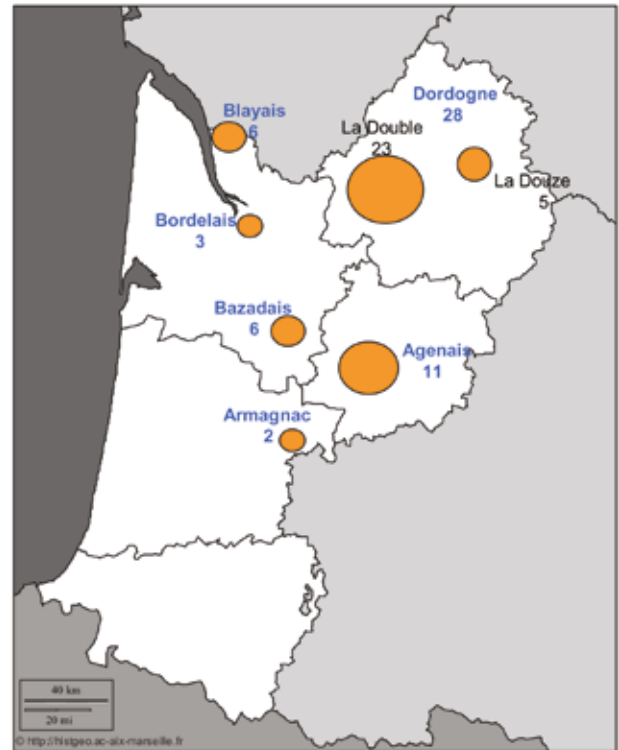 Dordogne
28
Blayais
6
La Double
23
La Douze
5
Bordelais
3
Bazadais
6
Agenais
11
Armagnac
2
40 km
20 mi
© http://histgeo.ac-aix-marseille.fr